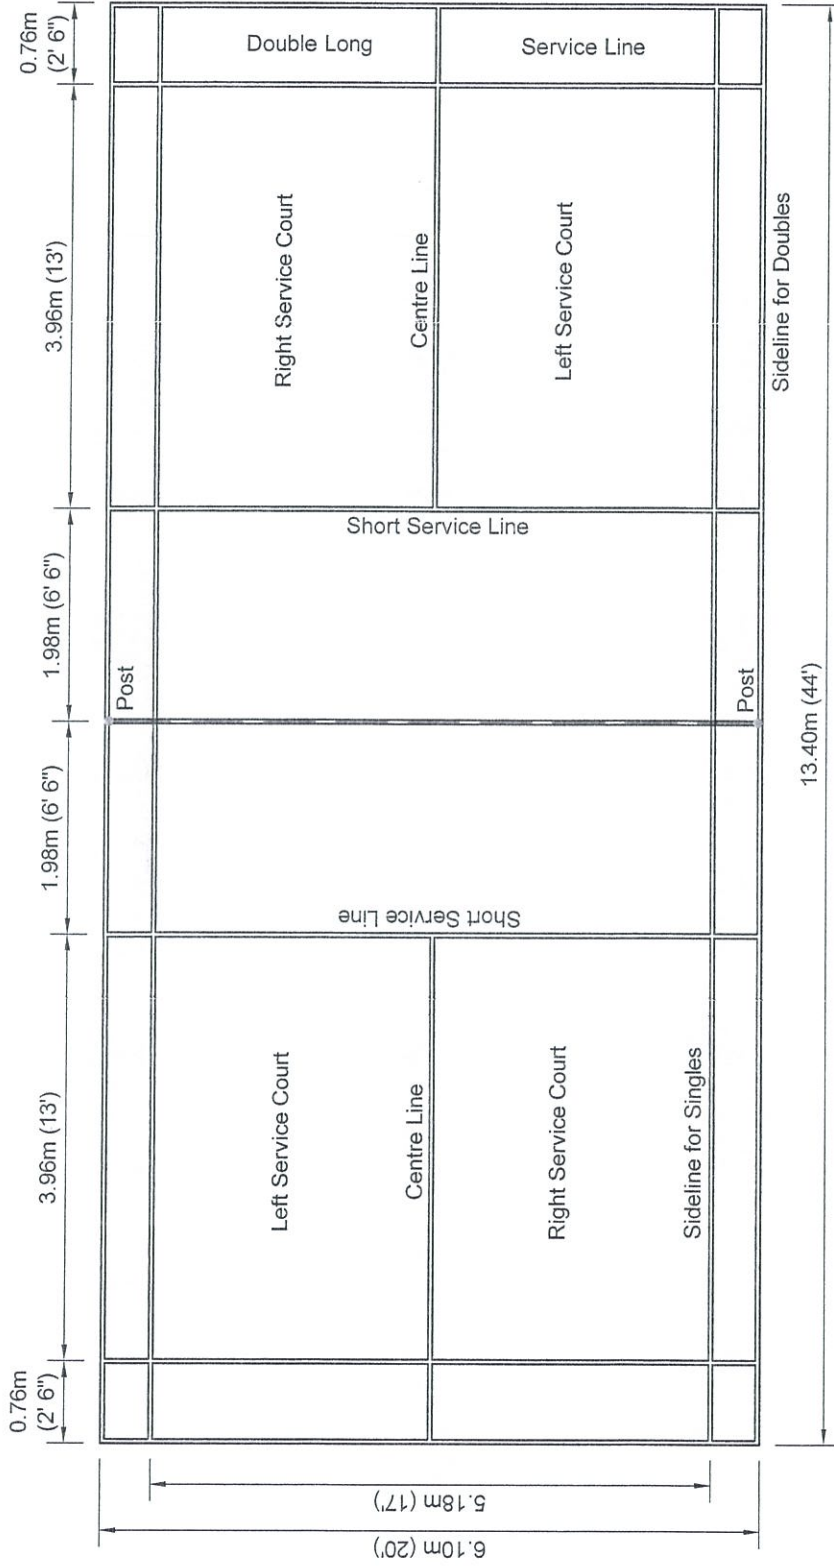 0.76m
(2' 6")
3.96m (13')
1.98m (6' 6")
1.98m (6' 6")
3.96m (13')
0.76m
(2' 6")
Double Long
Service Line
Right Service Court
Centre Line
Left Service Court
Sideline for Doubles
Short Service Line
Post
Post
13.40m (44')
Short Service Line
Left Service Court
Centre Line
Right Service Court
Sideline for Singles
5.18m (17')
6.10m (20')